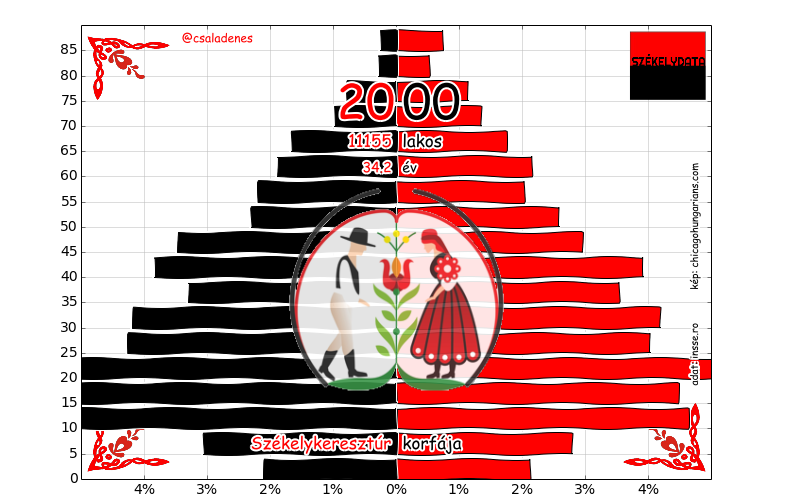 @csaladenes
SZÉKELYDATA
2000
11155 lakos
34,2 év
kép: chicagohungarians.com
adat: insse.ro
Székelykeresztúr korfája
85
80
75
70
65
60
55
50
45
40
35
30
25
20
15
10
5
0
4% 3% 2% 1% 0% 1% 2% 3% 4%